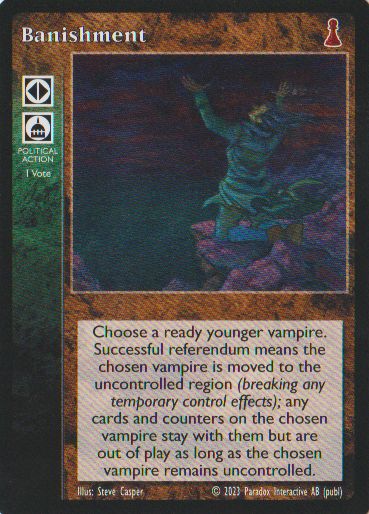 Banishment
POLITICAL
ACTION
1 Vote
Choose a ready younger vampire.
Successful referendum means the
chosen vampire is moved to the
uncontrolled region (breaking any
temporary control effects); any
cards and counters on the chosen
vampire stay with them but are
out of play as long as the chosen
vampire remains uncontrolled.
Illus: Steve Casper
© 2023 Paradox Interactive AB (publ)